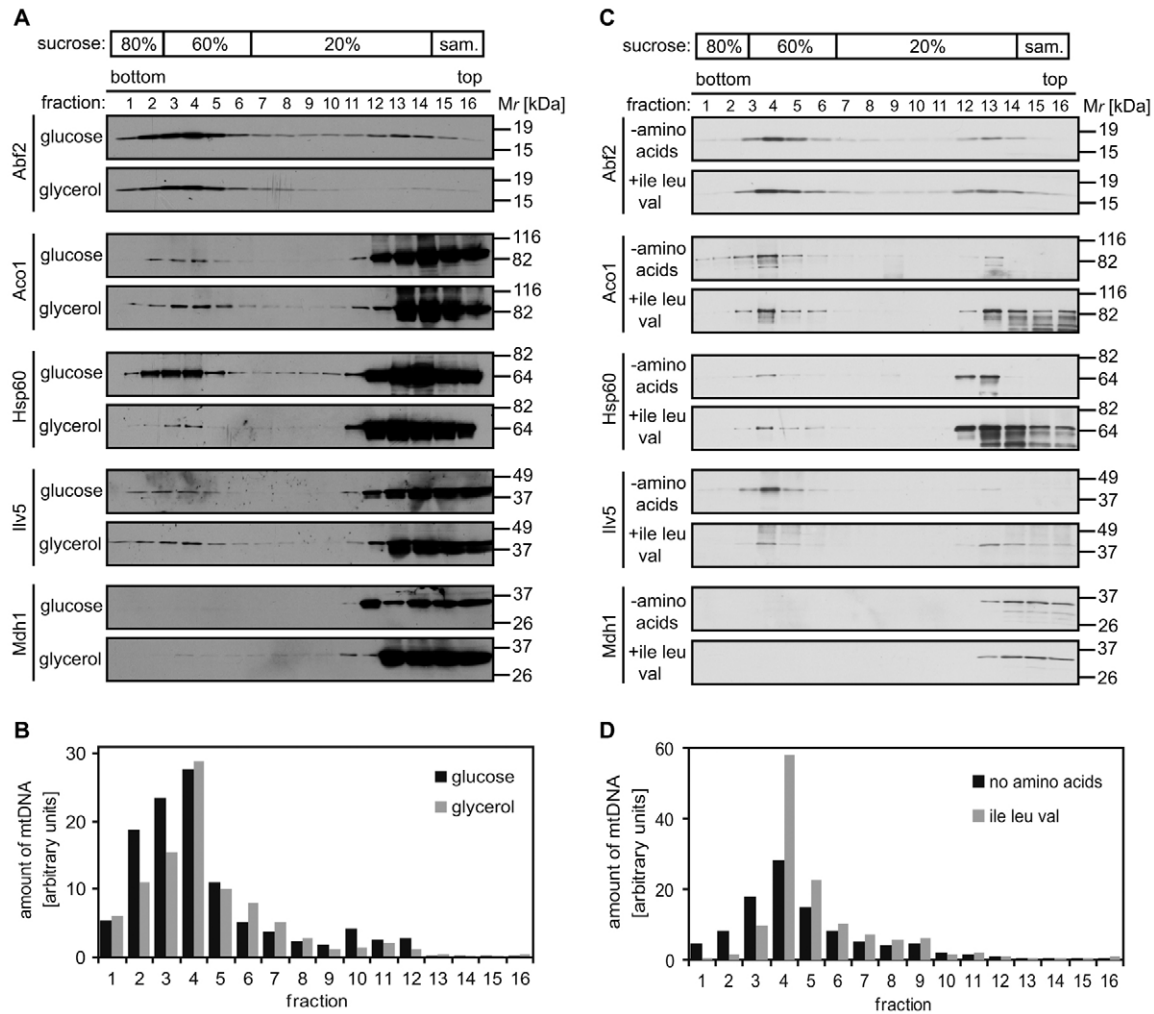 A
sucrose: 80% 60% 20% sam.
bottom top
fraction: 1 2 3 4 5 6 7 8 9 10 11 12 13 14 15 16 Mr [kDa]
Abf2
glucose 19
15
glycerol 19
15
Aco1
glucose 116
82
glycerol 116
82
Hsp60
glucose 82
64
glycerol 82
64
Ilv5
glucose 49
37
glycerol 49
37
Mdh1
glucose 37
26
glycerol 37
26
B
amount of mtDNA
[arbitrary units]
30
20
10
0
glucose
glycerol
1 2 3 4 5 6 7 8 9 10 11 12 13 14 15 16
fraction
C
sucrose: 80% 60% 20% sam.
bottom top
fraction: 1 2 3 4 5 6 7 8 9 10 11 12 13 14 15 16 Mr [kDa]
Abf2
-amino 19
acids 15
+ile leu 19
val 15
Aco1
-amino 116
acids 82
+ile leu 116
val 82
Hsp60
-amino 82
acids 64
+ile leu 82
val 64
Ilv5
-amino 49
acids 37
+ile leu 49
val 37
Mdh1
-amino 37
acids 26
+ile leu 37
val 26
D
amount of mtDNA
[arbitrary units]
60
40
20
0
no amino acids
ile leu val
1 2 3 4 5 6 7 8 9 10 11 12 13 14 15 16
fraction